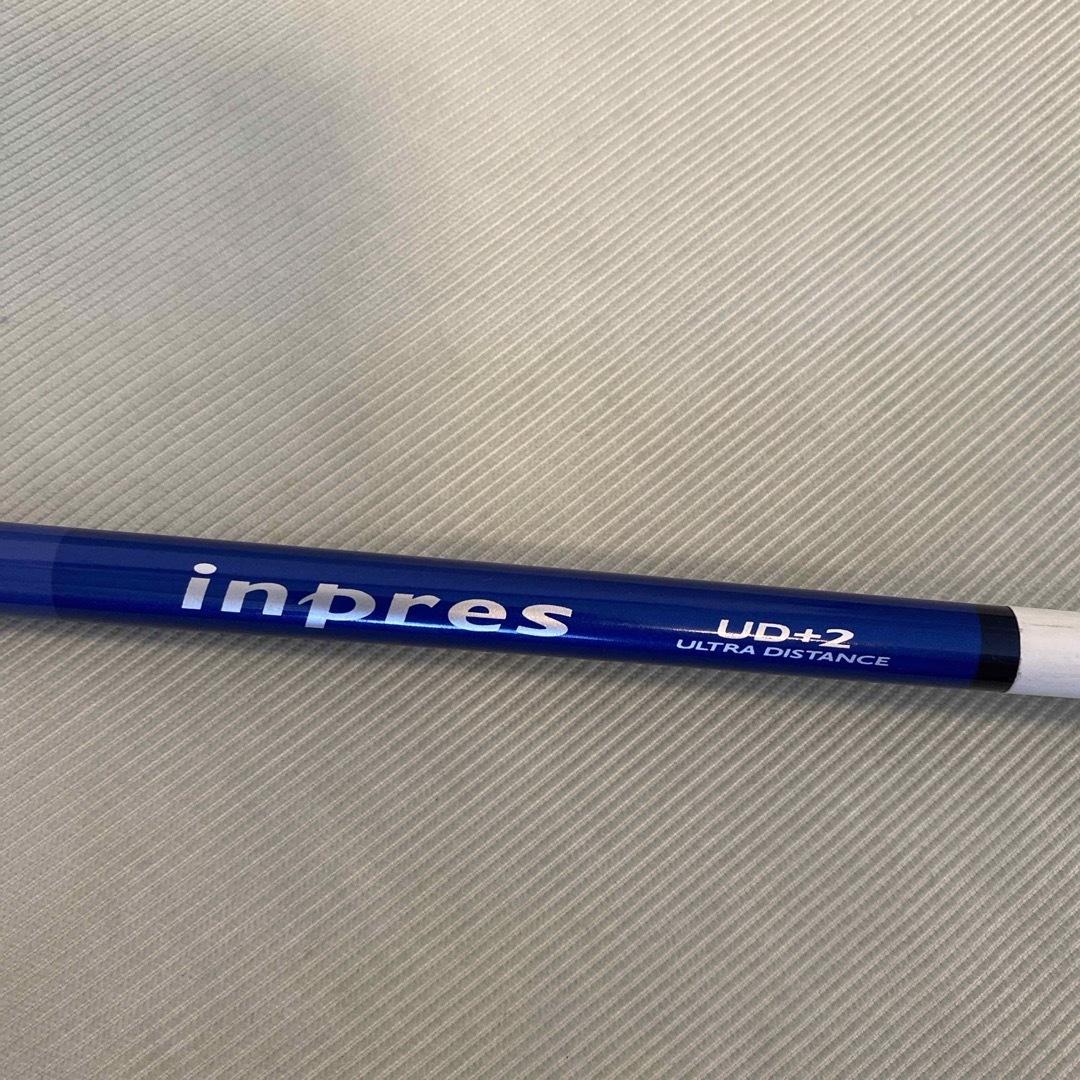 inpres
UD+2
ULTRA DISTANCE